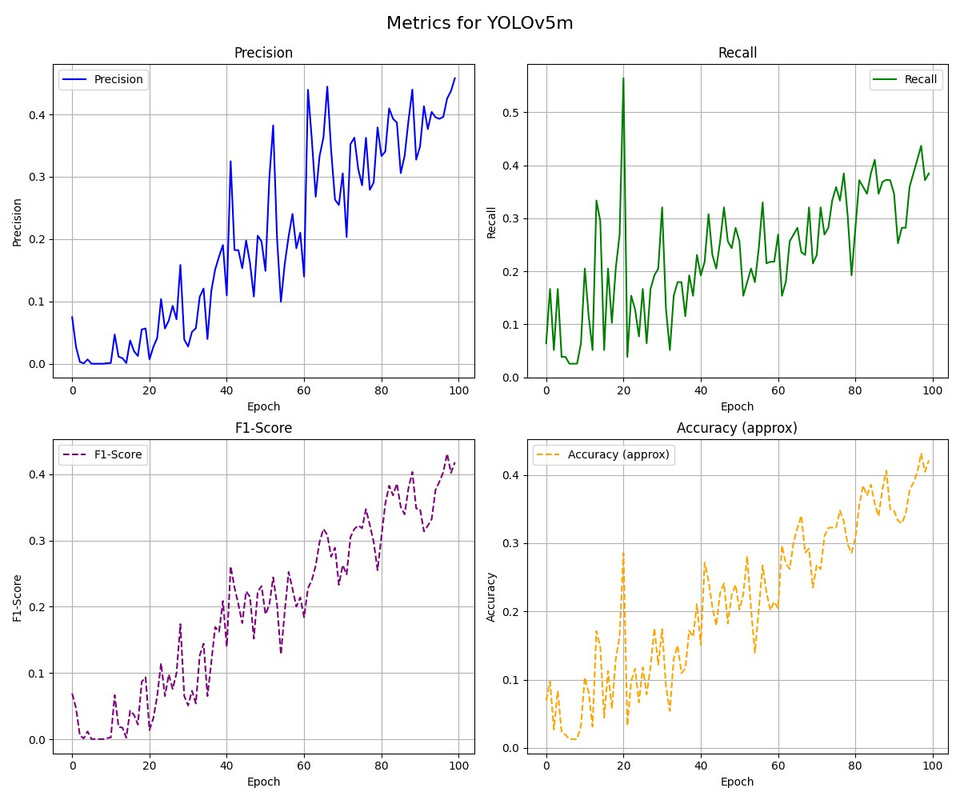 Metrics for YOLOv5m
Precision
Precision
0.4
0.3
0.2
0.1
0.0
Precision
0 20 40 60 80 100
Epoch
Recall
Recall
0.5
0.4
0.3
0.2
0.1
0.0
Recall
0 20 40 60 80 100
Epoch
F1-Score
F1-Score
0.4
0.3
0.2
0.1
0.0
F1-Score
0 20 40 60 80 100
Epoch
Accuracy (approx)
Accuracy (approx)
0.4
0.3
0.2
0.1
0.0
Accuracy
0 20 40 60 80 100
Epoch